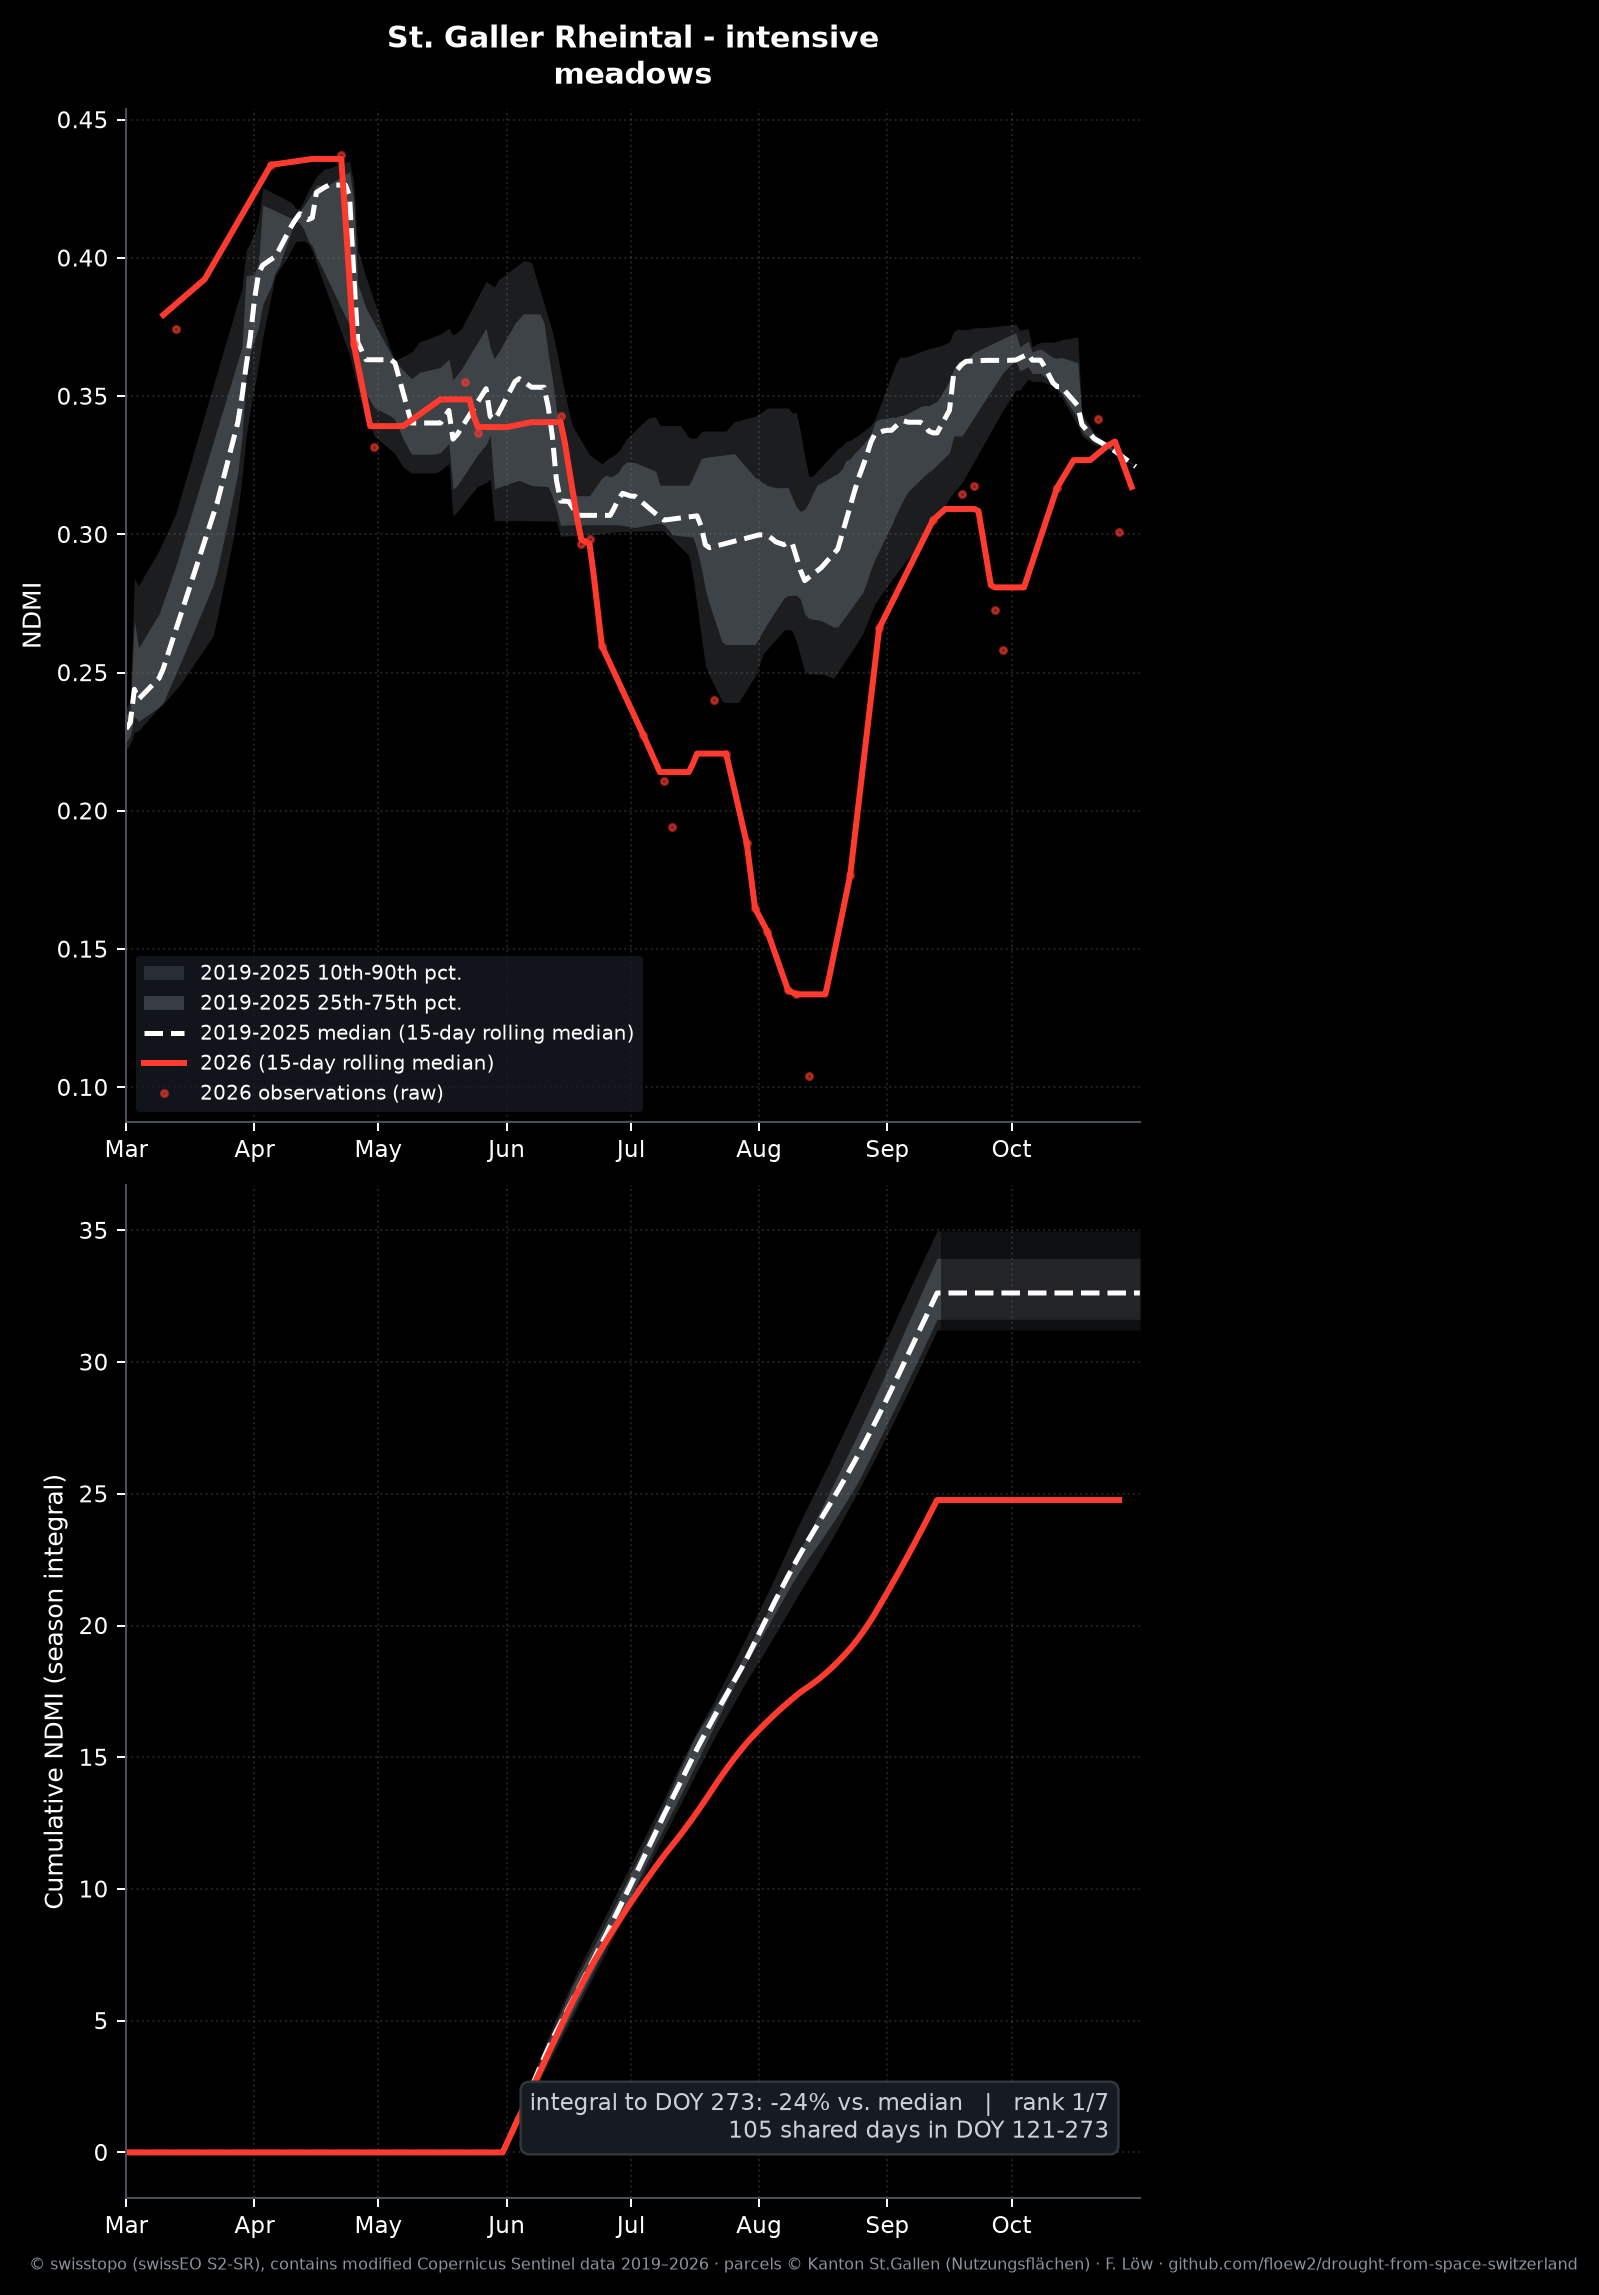 St. Galler Rheintal - intensive
meadows
0.45
0.40
0.35
0.30
0.25
0.20
0.15
0.10
NDMI
2019-2025 10th-90th pct.
2019-2025 25th-75th pct.
2019-2025 median (15-day rolling median)
2026 (15-day rolling median)
2026 observations (raw)
Mar Apr May Jun Jul Aug Sep Oct
35
30
25
20
15
10
5
0
Cumulative NDMI (season integral)
integral to DOY 273: -24% vs. median | rank 1/7
105 shared days in DOY 121-273
Mar Apr May Jun Jul Aug Sep Oct
© swisstopo (swissEO S2-SR), contains modified Copernicus Sentinel data 2019–2026 · parcels © Kanton St.Gallen (Nutzungsflächen) · F. Löw · github.com/floew2/drought-from-space-switzerland